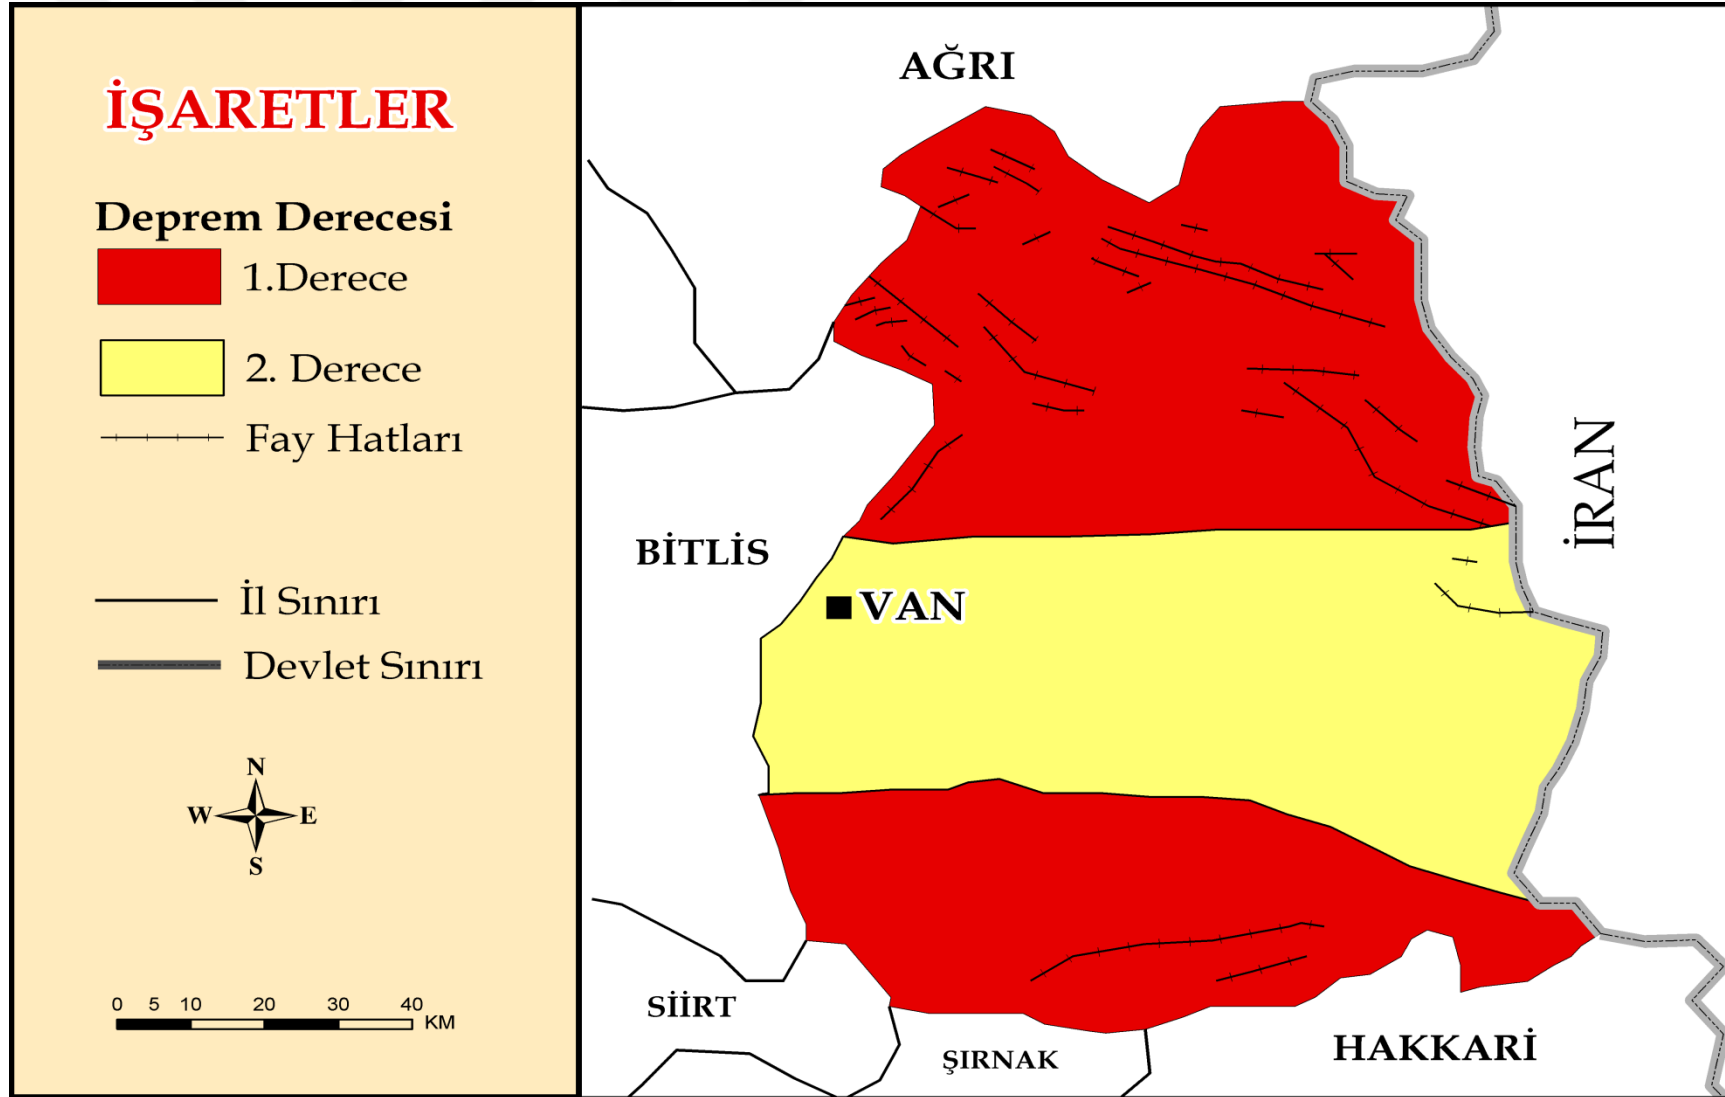 İŞARETLER
Deprem Derecesi
1.Derece
2. Derece
Fay Hatları
İl Sınırı
Devlet Sınırı
N
W E
S
0 5 10 20 30 40
KM
AĞRI
BİTLİS
VAN
İRAN
SİİRT
ŞIRNAK
HAKKARİ